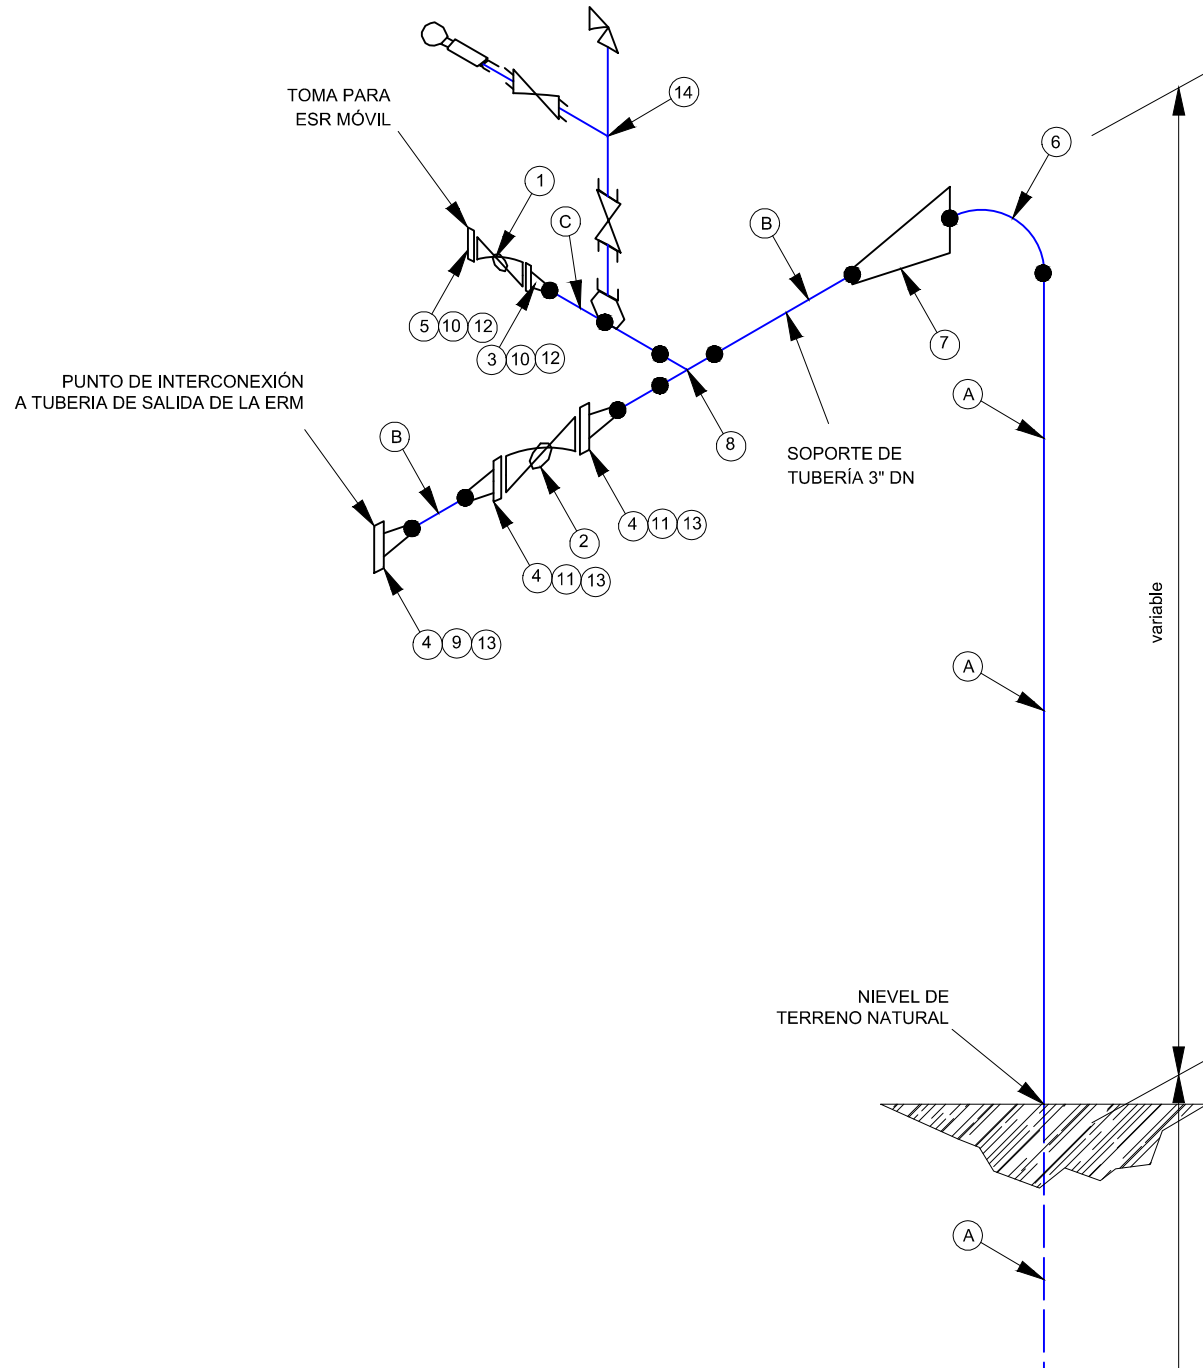 14
TOMA PARA
ESR MÓVIL
6
1
C
B
5 10 12
3 10 12
7
PUNTO DE INTERCONEXIÓN
A TUBERIA DE SALIDA DE LA ERM
A
B
8
SOPORTE DE
TUBERÍA 3" DN
4 11 13
2
4 11 13
variable
4 9 13
A
NIEVEL DE
TERRENO NATURAL
A